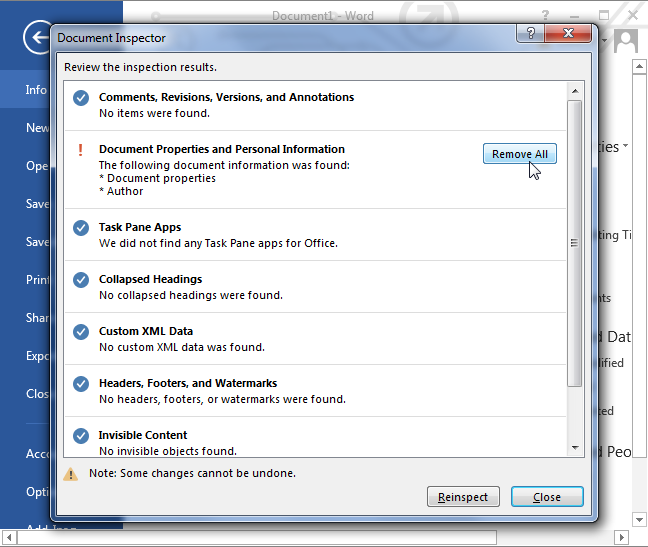 Document1 - Word
?
Document Inspector
?
Review the inspection results.
Comments, Revisions, Versions, and Annotations
No items were found.
!
Document Properties and Personal Information
Remove All
The following document information was found:
* Document properties
* Author
Task Pane Apps
We did not find any Task Pane apps for Office.
Collapsed Headings
No collapsed headings were found.
Custom XML Data
No custom XML data was found.
Headers, Footers, and Watermarks
No headers, footers, or watermarks were found.
Invisible Content
No invisible objects found.
Note: Some changes cannot be undone.
Reinspect
Close
Info
New
Ope
Save
Save
Print
Shar
Expo
Clos
Acco
Opti
ties
ting Ti
nts
d Dat
lified
ted
d Peo